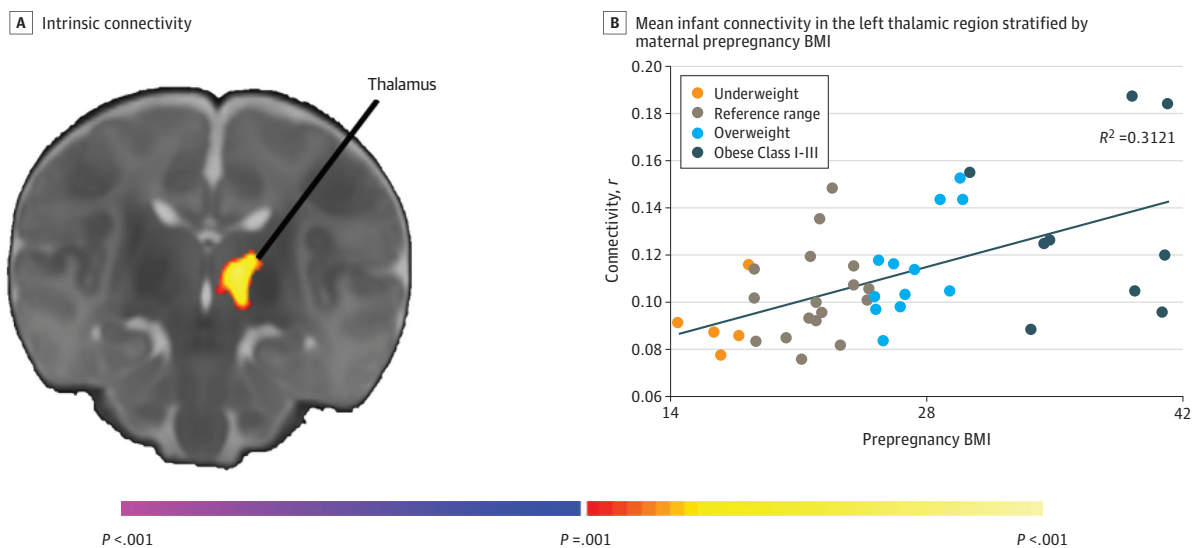 A Intrinsic connectivity
Thalamus
B Mean infant connectivity in the left thalamic region stratified by
maternal prepregnancy BMI
0.20
0.18
0.16
0.14
0.12
0.10
0.08
0.06
Connectivity, r
Underweight
Reference range
Overweight
Obese Class I-III
R² =0.3121
14
28
42
Prepregnancy BMI
P <.001
P =.001
P <.001